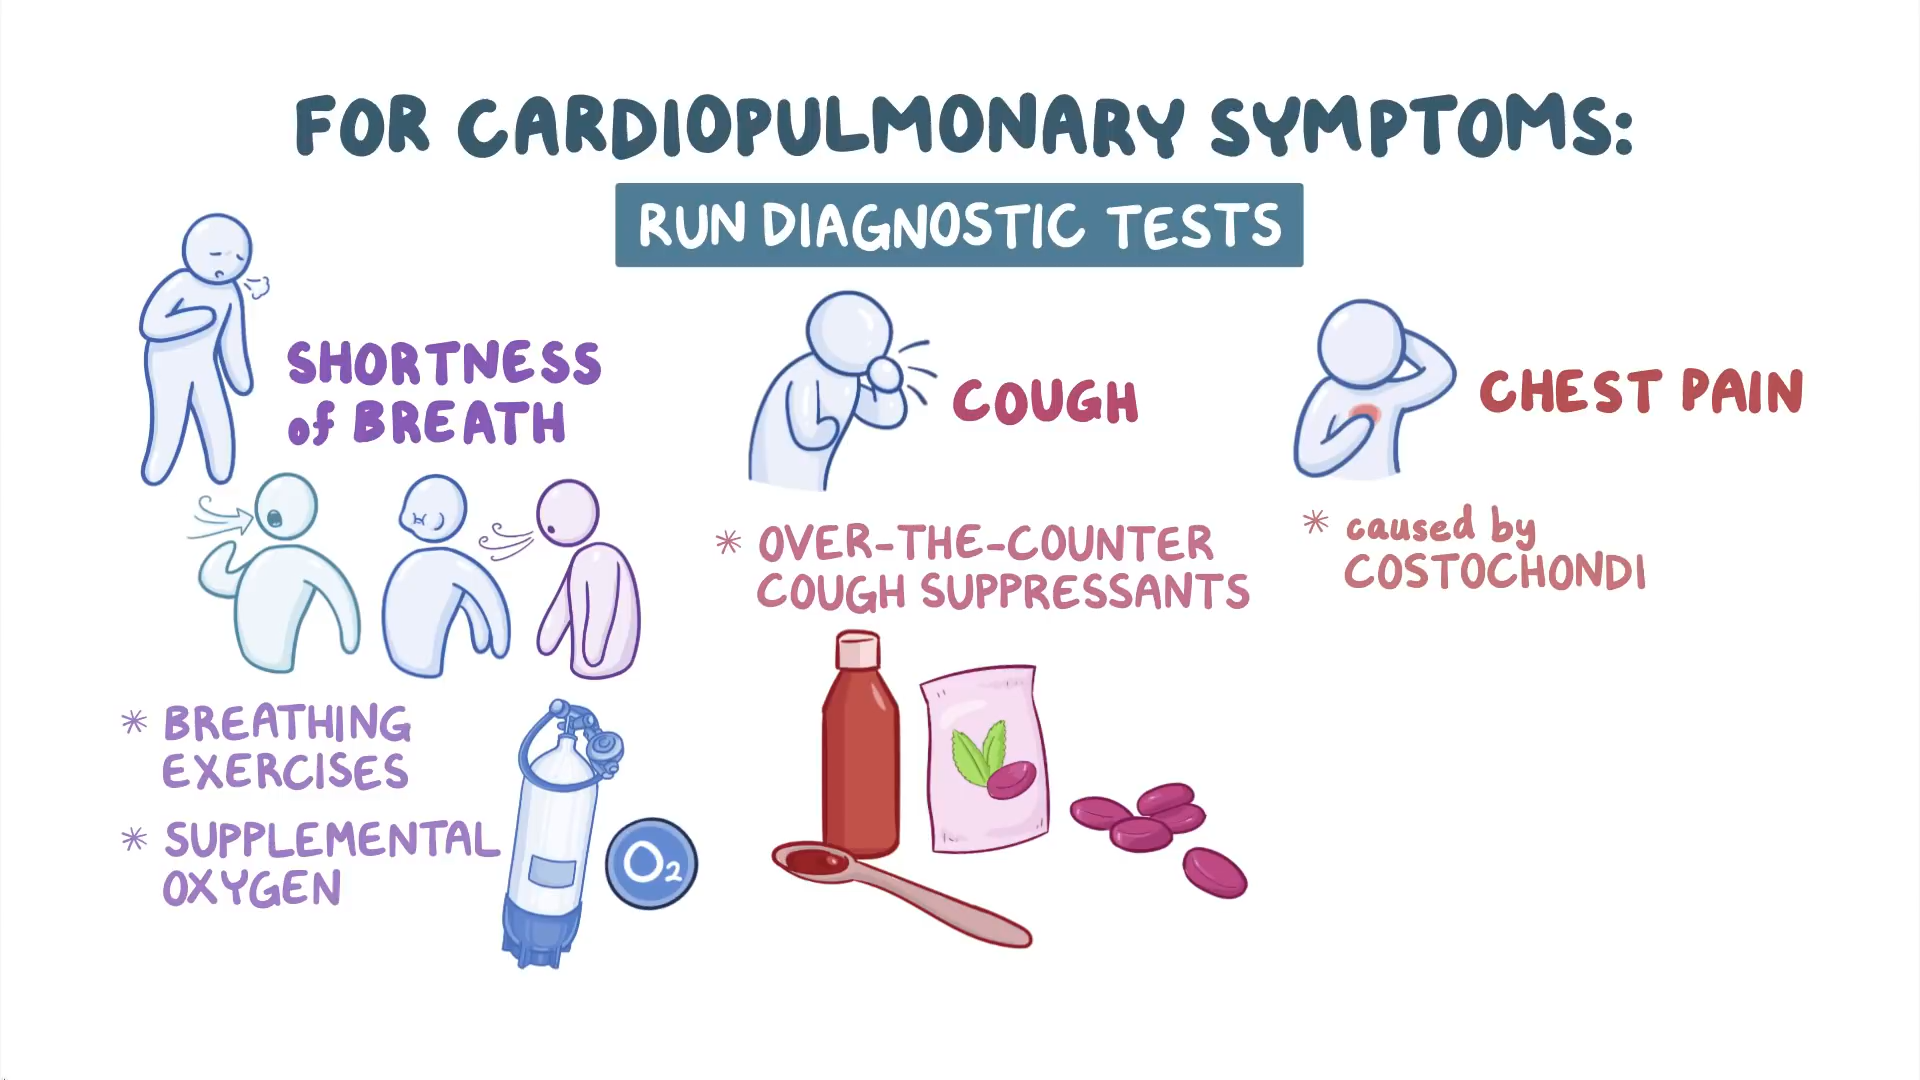 FOR CARDIOPULMONARY SYMPTOMS:
RUN DIAGNOSTIC TESTS
SHORTNESS
of BREATH
* BREATHING
EXERCISES
* SUPPLEMENTAL
OXYGEN
O2
COUGH
* OVER-THE-COUNTER
COUGH SUPPRESSANTS
CHEST PAIN
* caused by
COSTOCHONDI